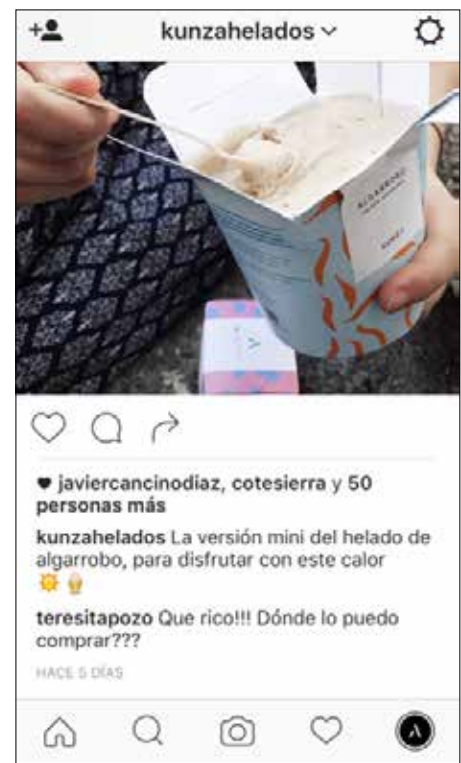 kunzahelados
ALGARROBO
javiercancinodiaz, cotesierra y 50
personas más
kunzahelados La versión mini del helado de
algarrobo, para disfrutar con este calor
teresitapozo Que rico!!! Dónde lo puedo
comprar???
HACE 5 DÍAS